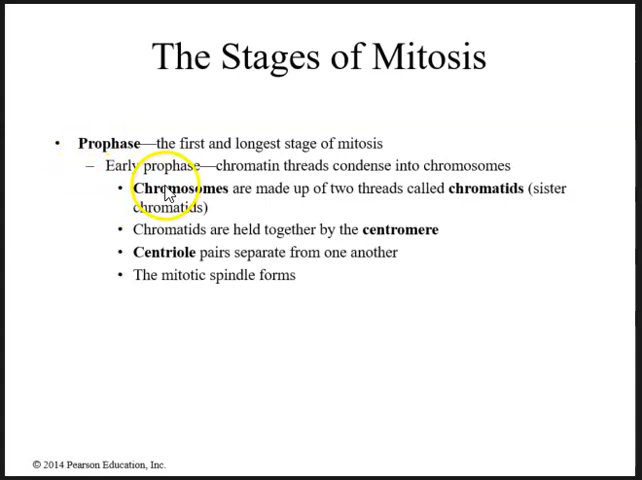 The Stages of Mitosis
• Prophase—the first and longest stage of mitosis
– Early prophase—chromatin threads condense into chromosomes
• Chromosomes are made up of two threads called chromatids (sister
chromatids)
• Chromatids are held together by the centromere
• Centriole pairs separate from one another
• The mitotic spindle forms
© 2014 Pearson Education, Inc.